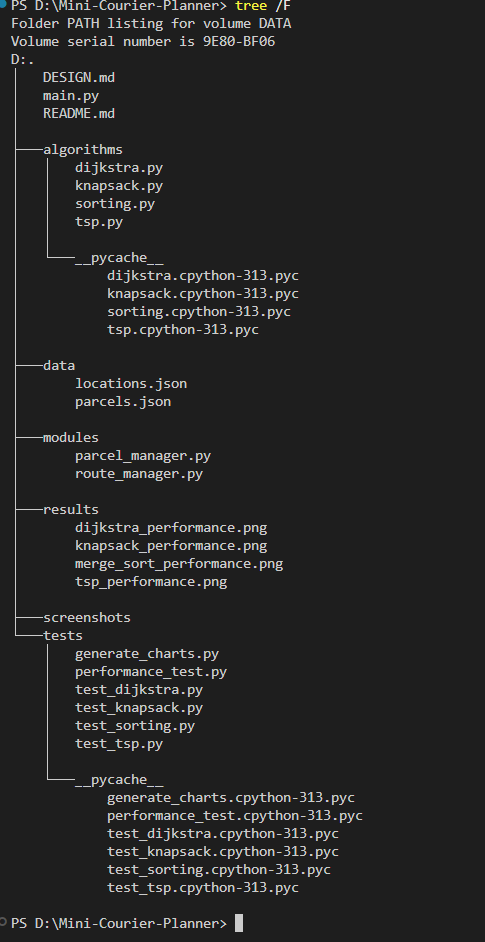 PS D:\Mini-Courier-Planner> tree /F
Folder PATH listing for volume DATA
Volume serial number is 9E80-BF06
D:.
DESIGN.md
main.py
README.md
algorithms
dijkstra.py
knapsack.py
sorting.py
tsp.py
__pycache__
dijkstra.cpython-313.pyc
knapsack.cpython-313.pyc
sorting.cpython-313.pyc
tsp.cpython-313.pyc
data
locations.json
parcels.json
modules
parcel_manager.py
route_manager.py
results
dijkstra_performance.png
knapsack_performance.png
merge_sort_performance.png
tsp_performance.png
screenshots
tests
generate_charts.py
performance_test.py
test_dijkstra.py
test_knapsack.py
test_sorting.py
test_tsp.py
__pycache__
generate_charts.cpython-313.pyc
performance_test.cpython-313.pyc
test_dijkstra.cpython-313.pyc
test_knapsack.cpython-313.pyc
test_sorting.cpython-313.pyc
test_tsp.cpython-313.pyc
PS D:\Mini-Courier-Planner>